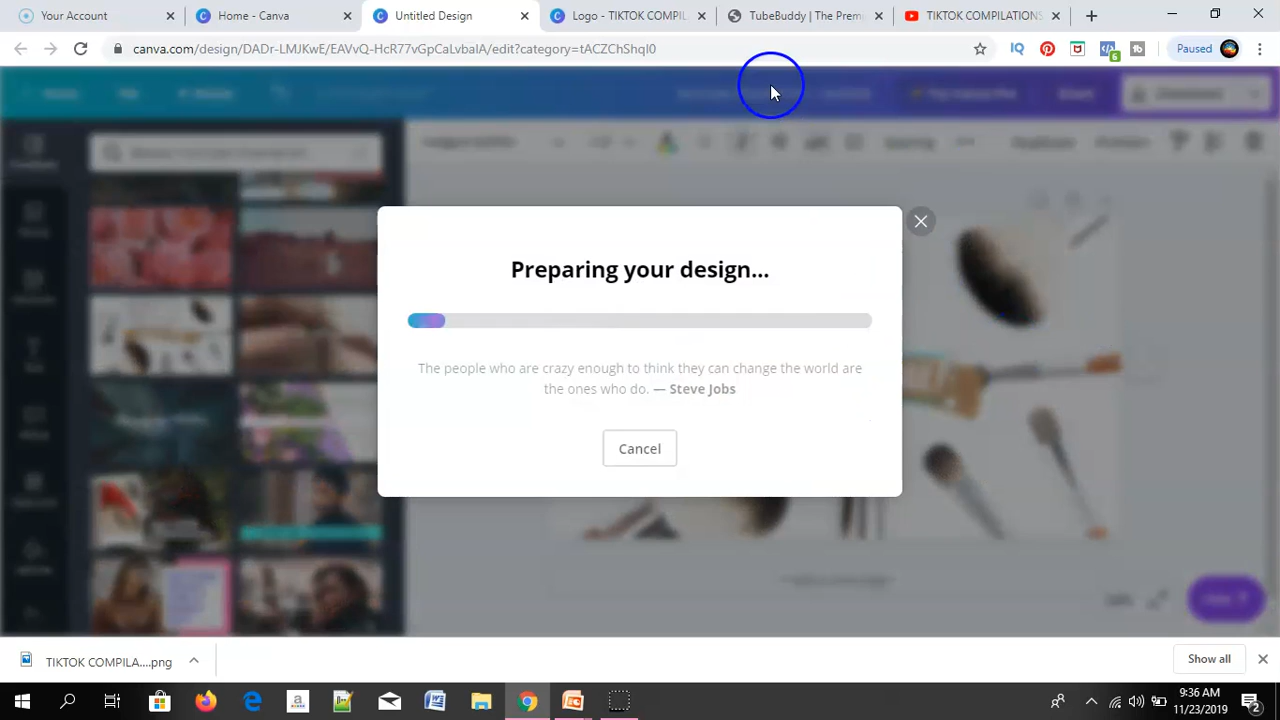 Your Account
Home - Canva
Untitled Design
Logo - TIKTOK COMPIL
TubeBuddy | The Prem
TIKTOK COMPILATIONS
canva.com/design/DADr-LMJKwE/EAVvQ-HcR77vGpCaLvbaIA/edit?category=tACZChShqI0
6
Paused
Preparing your design...
The people who are crazy enough to think they can change the world are
the ones who do. — Steve Jobs
Cancel
TIKTOK COMPILA....png
Show all
9:36 AM
11/23/2019
2